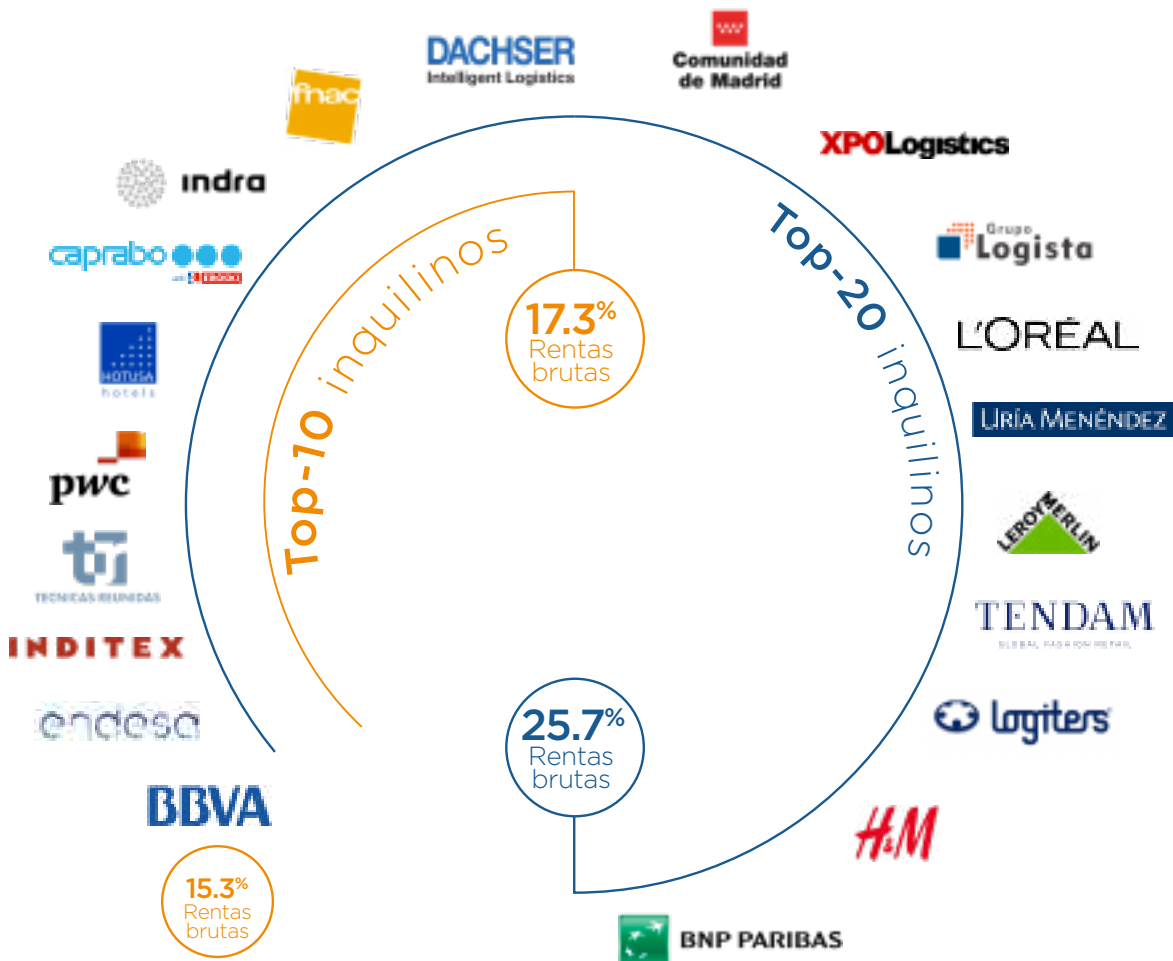 DACHSER
Intelligent Logistics
Comunidad
de Madrid
fnac
XPOLogistics
indra
Grupo
Logista
caprabo
EROSKI
L'ORÉAL
HOTUSA
hotels
URÍA MENÉNDEZ
pwc
LEROY MERLIN
TECNICAS REUNIDAS
TENDAM
GLOBAL FASHION RETAIL
INDITEX
endesa
logiters
BBVA
H&M
BNP PARIBAS
Top-10 inquilinos
17.3%
Rentas
brutas
Top-20 inquilinos
25.7%
Rentas
brutas
15.3%
Rentas
brutas